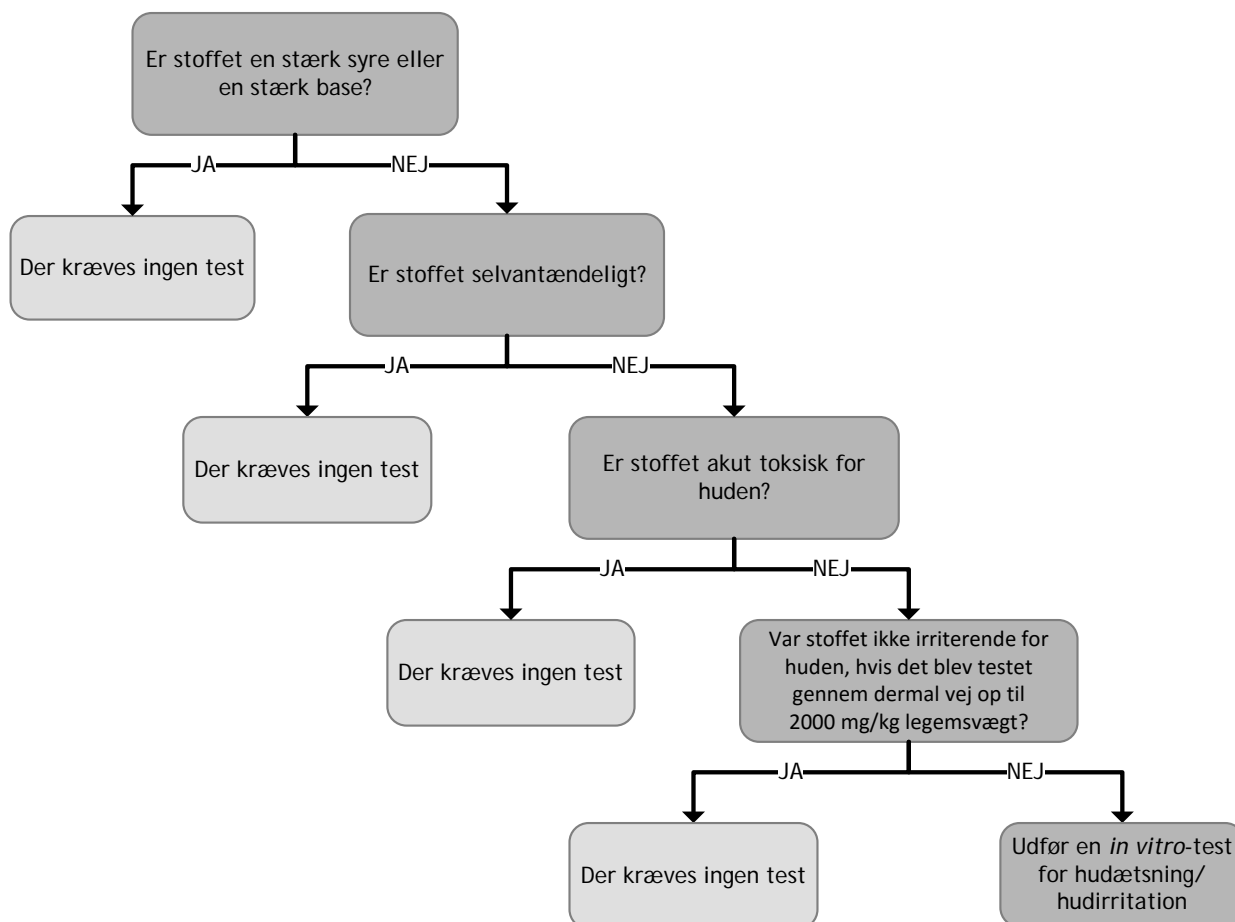 Er stoffet en stærk syre eller
en stærk base?
JA
NEJ
Der kræves ingen test
Er stoffet selvantændeligt?
JA
NEJ
Der kræves ingen test
Er stoffet akut toksisk for
huden?
JA
NEJ
Der kræves ingen test
Var stoffet ikke irriterende for
huden, hvis det blev testet
gennem dermal vej op til
2000 mg/kg legemsvægt?
JA
NEJ
Der kræves ingen test
Udfør en in vitro-test
for hudætsning/
hudirritation